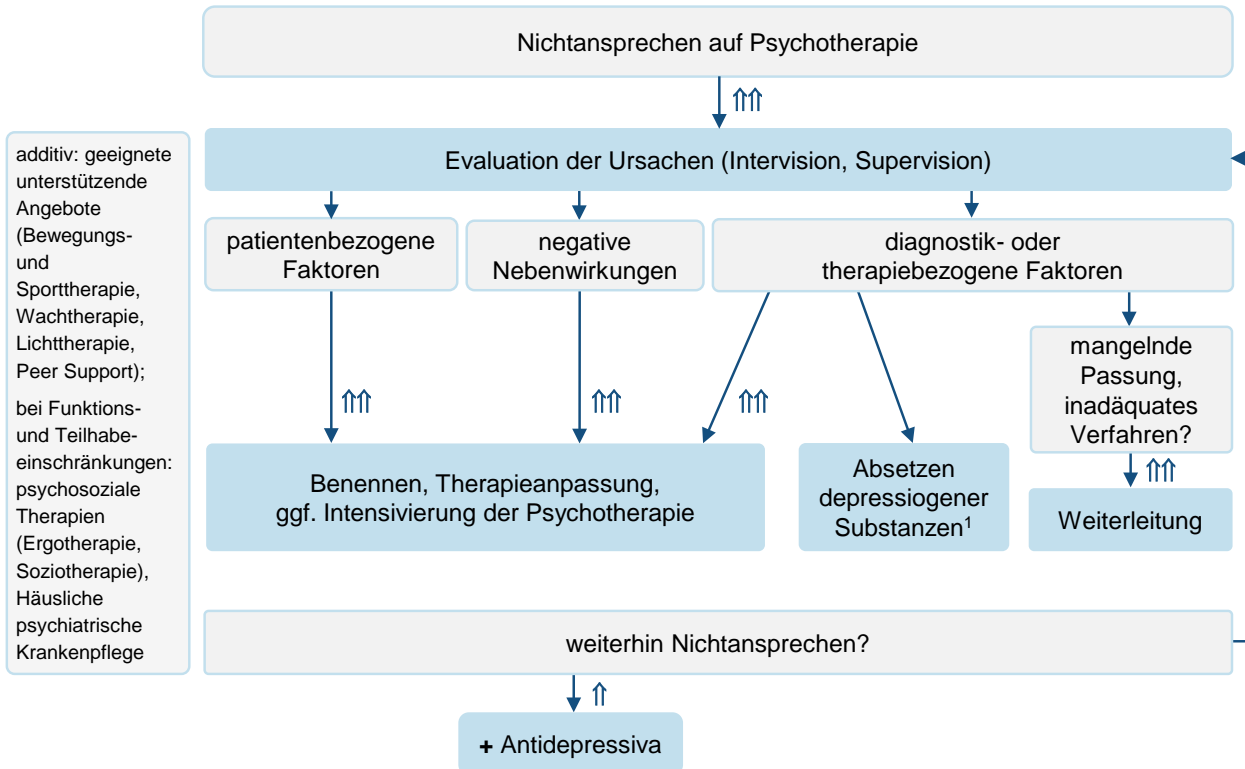 Nichtansprechen auf Psychotherapie
⇑⇑
Evaluation der Ursachen (Intervision, Supervision)
additiv: geeignete
unterstützende
Angebote
(Bewegungs-
und
Sporttherapie,
Wachtherapie,
Lichttherapie,
Peer Support);
bei Funktions-
und Teilhabe-
einschränkungen:
psychosoziale
Therapien
(Ergotherapie,
Soziotherapie),
Häusliche
psychiatrische
Krankenpflege
patientenbezogene
Faktoren
negative
Nebenwirkungen
diagnostik- oder
therapiebezogene Faktoren
mangelnde
Passung,
inadäquates
Verfahren?
⇑⇑
⇑⇑
⇑⇑
⇑⇑
Benennen, Therapieanpassung,
ggf. Intensivierung der Psychotherapie
Absetzen
depressiogener
Substanzen¹
Weiterleitung
weiterhin Nichtansprechen?
⇑
+ Antidepressiva